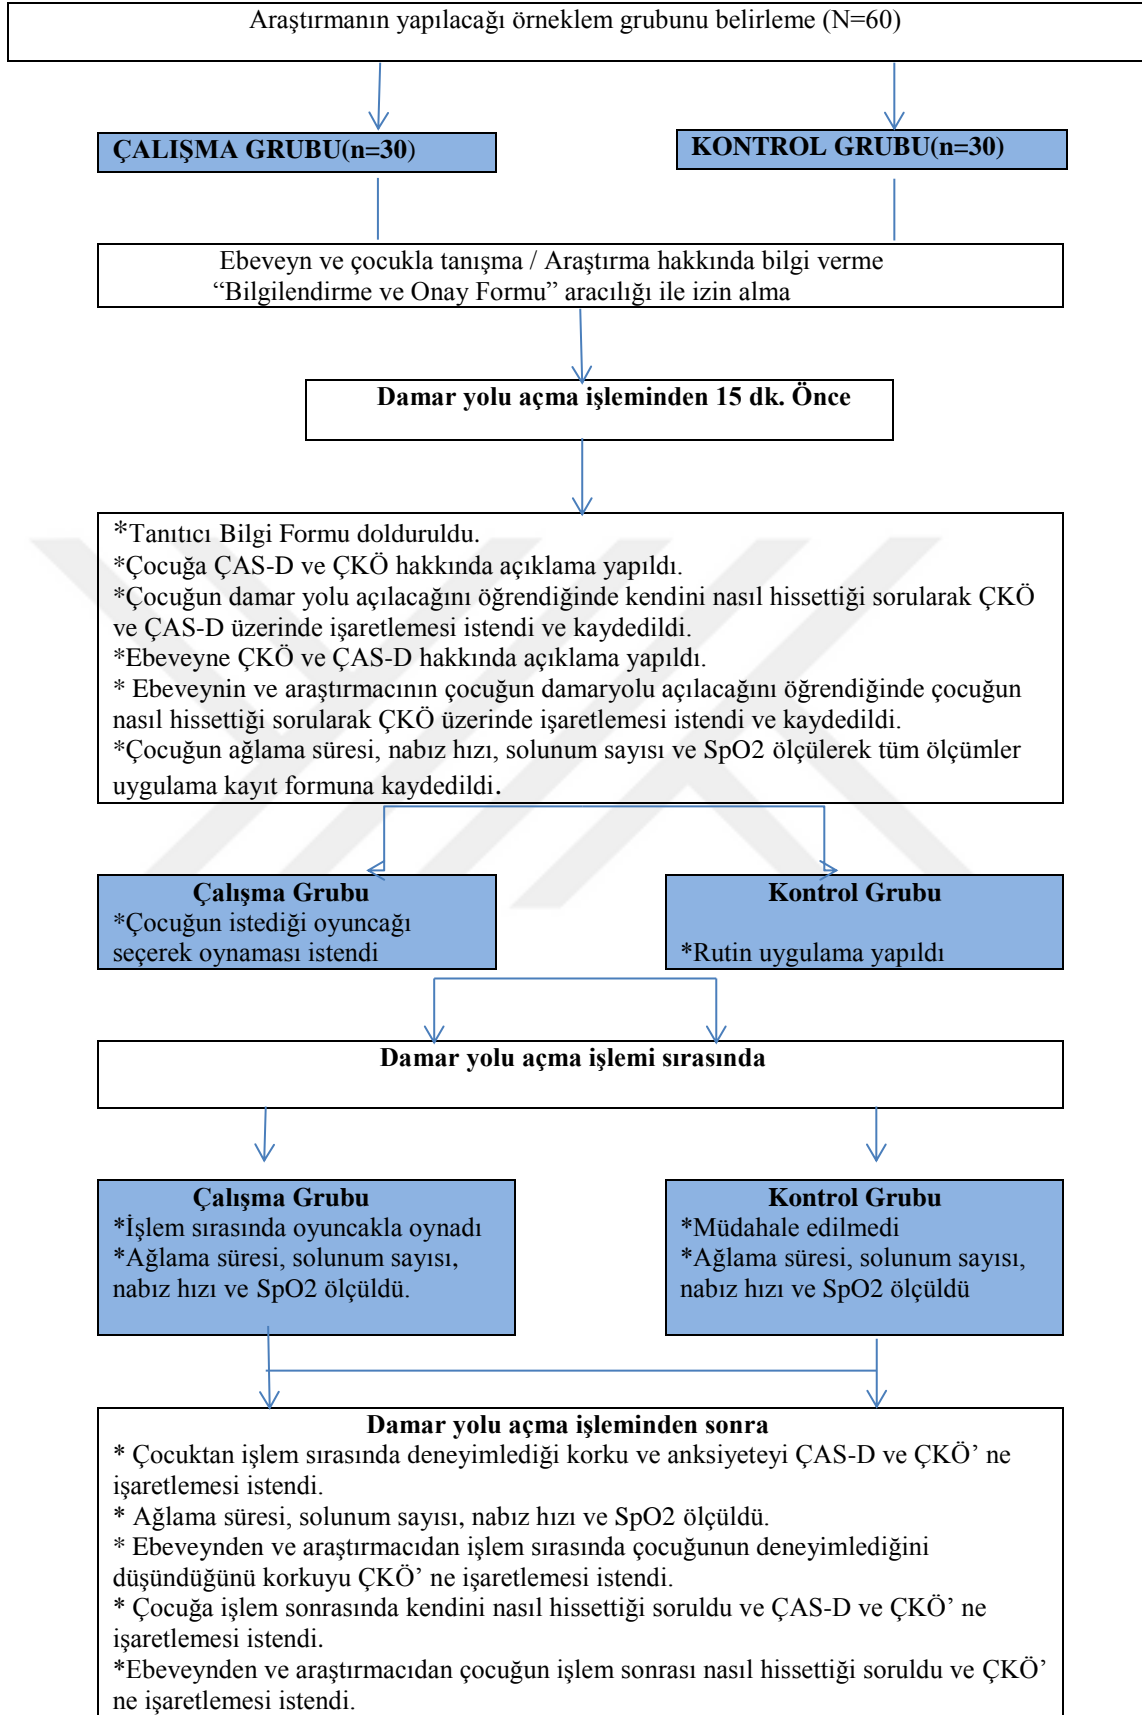 Araştırmanın yapılacağı örneklem grubunu belirleme (N=60)
ÇALIŞMA GRUBU(n=30)
KONTROL GRUBU(n=30)
Ebeveyn ve çocukla tanışma / Araştırma hakkında bilgi verme
“Bilgilendirme ve Onay Formu” aracılığı ile izin alma
Damar yolu açma işleminden 15 dk. Önce
*Tanıtıcı Bilgi Formu dolduruldu.
*Çocuğa ÇAS-D ve ÇKÖ hakkında açıklama yapıldı.
*Çocuğun damar yolu açılacağını öğrendiğinde kendini nasıl hissettiği sorularak ÇKÖ
ve ÇAS-D üzerinde işaretlemesi istendi ve kaydedildi.
*Ebeveyne ÇKÖ ve ÇAS-D hakkında açıklama yapıldı.
* Ebeveynin ve araştırmacının çocuğun damaryolu açılacağını öğrendiğinde çocuğun
nasıl hissettiği sorularak ÇKÖ üzerinde işaretlemesi istendi ve kaydedildi.
*Çocuğun ağlama süresi, nabız hızı, solunum sayısı ve SpO2 ölçülerek tüm ölçümler
uygulama kayıt formuna kaydedildi.
Çalışma Grubu
*Çocuğun istediği oyuncağı
seçerek oynaması istendi
Kontrol Grubu
*Rutin uygulama yapıldı
Damar yolu açma işlemi sırasında
Çalışma Grubu
*İşlem sırasında oyuncakla oynadı
*Ağlama süresi, solunum sayısı,
nabız hızı ve SpO2 ölçüldü.
Kontrol Grubu
*Müdahale edilmedi
*Ağlama süresi, solunum sayısı,
nabız hızı ve SpO2 ölçüldü
Damar yolu açma işleminden sonra
* Çocuktan işlem sırasında deneyimlediği korku ve anksiyeteyi ÇAS-D ve ÇKÖ’ ne
işaretlemesi istendi.
* Ağlama süresi, solunum sayısı, nabız hızı ve SpO2 ölçüldü.
* Ebeveynden ve araştırmacıdan işlem sırasında çocuğunun deneyimlediğini
düşündüğünü korkuyu ÇKÖ’ ne işaretlemesi istendi.
* Çocuğa işlem sonrasında kendini nasıl hissettiği soruldu ve ÇAS-D ve ÇKÖ’ ne
işaretlemesi istendi.
*Ebeveynden ve araştırmacıdan çocuğun işlem sonrası nasıl hissettiği soruldu ve ÇKÖ’
ne işaretlemesi istendi.